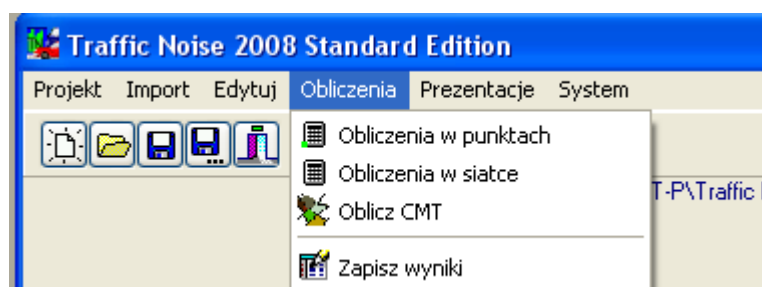 Traffic Noise 2008 Standard Edition
Projekt Import Edytuj Obliczenia Prezentacje System
Obliczenia w punktach
Obliczenia w siatce
T-P\Traffic
Oblicz CMT
Zapisz wyniki